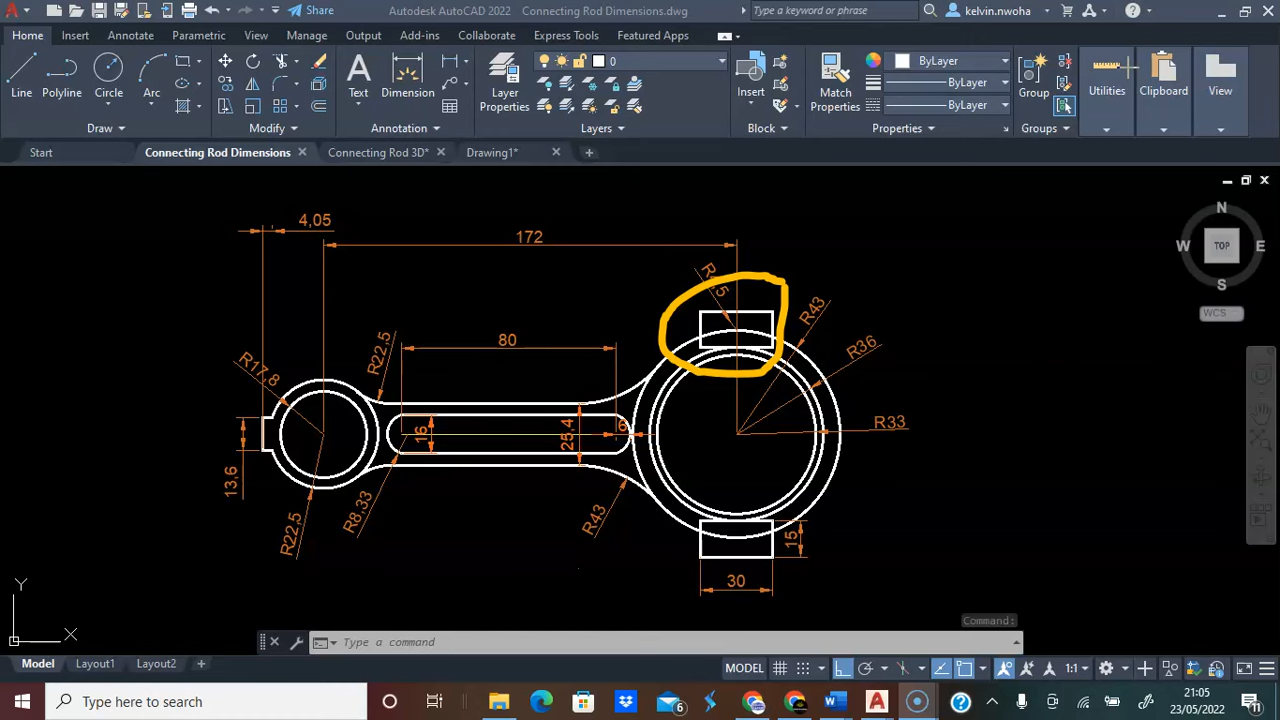 Share
Autodesk AutoCAD 2022 Connecting Rod Dimensions.dwg
Type a keyword or phrase
kelvin.nwoha
Home Insert Annotate Parametric View Manage Output Add-ins Collaborate Express Tools Featured Apps
Line Polyline Circle Arc
Text Dimension
Layer Properties
0
Insert
Match Properties
ByLayer
ByLayer
ByLayer
Group
Utilities
Clipboard
View
Draw Modify Annotation Layers Block Properties Groups
Start Connecting Rod Dimensions Connecting Rod 3D* Drawing1*
N
W TOP E
S
WCS
4,05
172
R43
R36
R22,5
80
R17,8
R33
16
25,4
6
13,6
R8,33
R22,5
R43
15
30
Y
X
Command:
Type a command
Model Layout1 Layout2
MODEL
1:1
Type here to search
6
21:05
23/05/2022
11